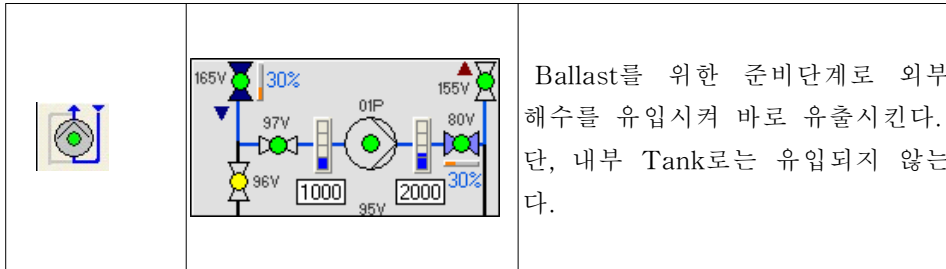 165V 30% 155V
01P
97V 80V
96V 1000 2000 30%
95V
Ballast를 위한 준비단계로 외부
해수를 유입시켜 바로 유출시킨다.
단, 내부 Tank로는 유입되지 않는
다.